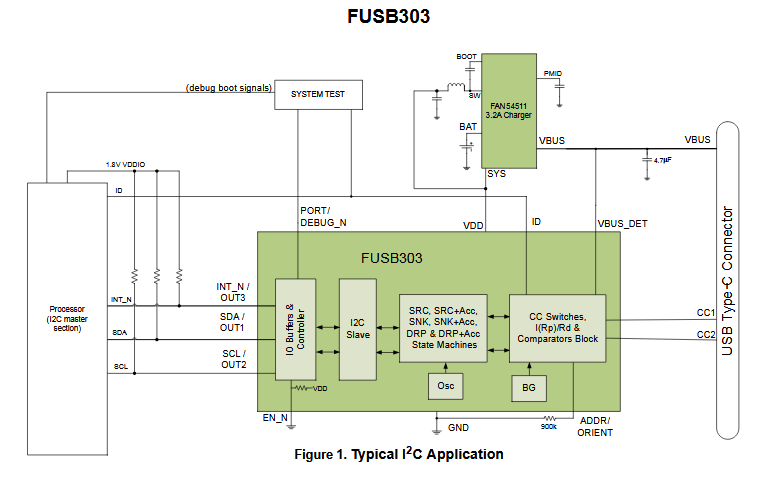 FUSB303
BOOT
(debug boot signals)
SYSTEM TEST
SW
PMID
FAN54511
3.2A Charger
BAT
VBUS
VBUS
4.7µF
1.8V VDDIO
SYS
ID
PORT/
DEBUG_N
VDD
ID
VBUS_DET
FUSB303
USB Type-C Connector
Processor
(I2C master
section)
INT_N
INT_N /
OUT3
SDA
SDA /
OUT1
SCL
SCL /
OUT2
IO Buffers &
Controller
I2C
Slave
SRC, SRC+Acc,
SNK, SNK+Acc,
DRP & DRP+Acc
State Machines
CC Switches,
I(Rp)/Rd &
Comparators Block
CC1
CC2
VDD
Osc
BG
EN_N
GND
900k
ADDR/
ORIENT
Figure 1. Typical I2C Application